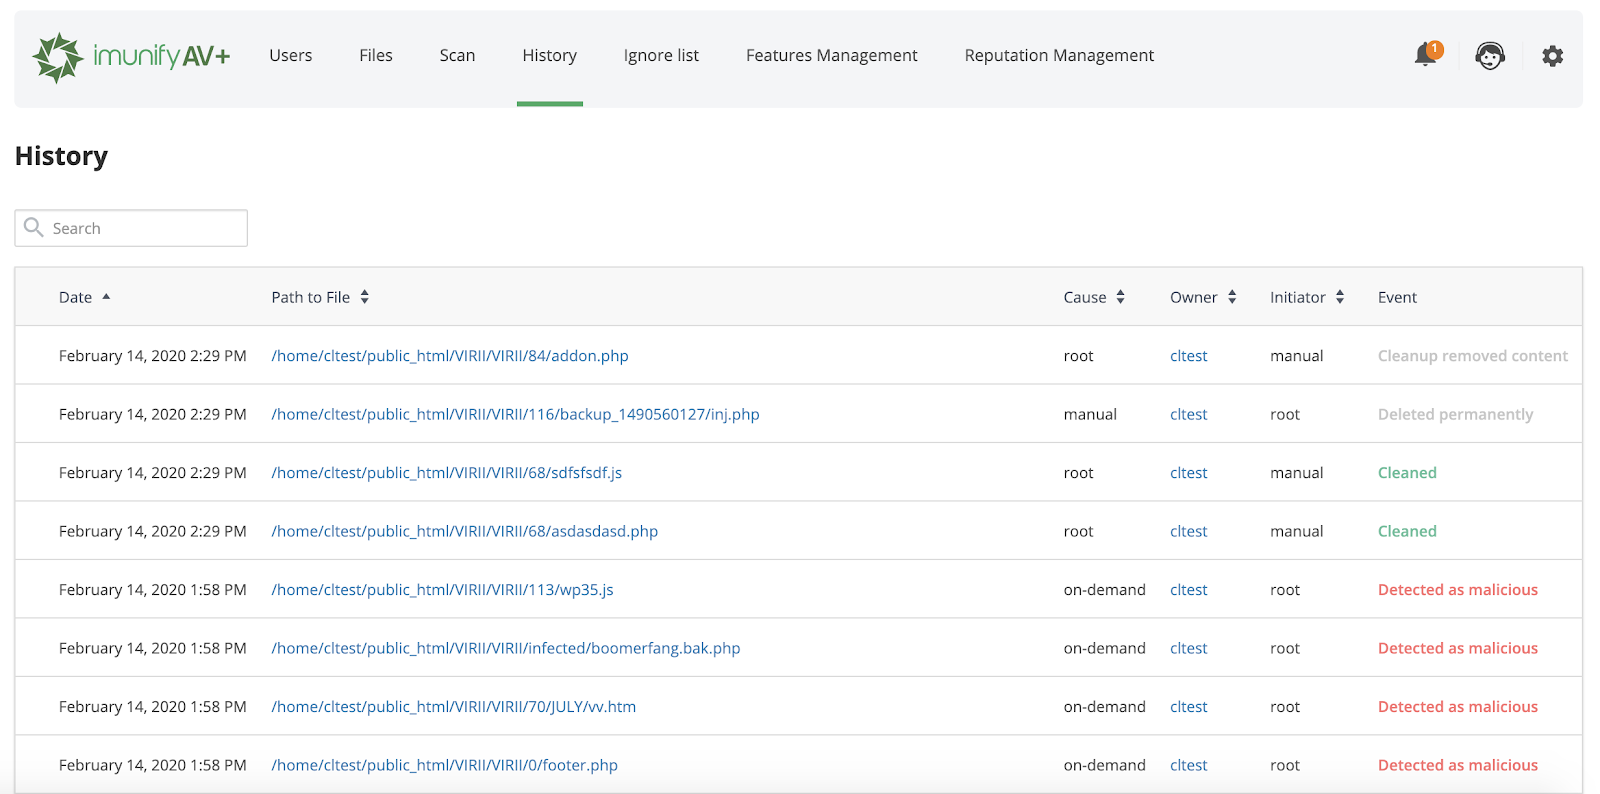 imunify AV+ Users Files Scan History Ignore list Features Management Reputation Management 1
History
Search
Date Path to File Cause Owner Initiator Event
February 14, 2020 2:29 PM /home/cltest/public_html/VIRII/VIRII/84/addon.php root cltest manual Cleanup removed content
February 14, 2020 2:29 PM /home/cltest/public_html/VIRII/VIRII/116/backup_1490560127/inj.php manual cltest root Deleted permanently
February 14, 2020 2:29 PM /home/cltest/public_html/VIRII/VIRII/68/sdfsfsdf.js root cltest manual Cleaned
February 14, 2020 2:29 PM /home/cltest/public_html/VIRII/VIRII/68/asdasdasd.php root cltest manual Cleaned
February 14, 2020 1:58 PM /home/cltest/public_html/VIRII/VIRII/113/wp35.js on-demand cltest root Detected as malicious
February 14, 2020 1:58 PM /home/cltest/public_html/VIRII/VIRII/infected/boomerfang.bak.php on-demand cltest root Detected as malicious
February 14, 2020 1:58 PM /home/cltest/public_html/VIRII/VIRII/70/JULY/vv.htm on-demand cltest root Detected as malicious
February 14, 2020 1:58 PM /home/cltest/public_html/VIRII/VIRII/0/footer.php on-demand cltest root Detected as malicious